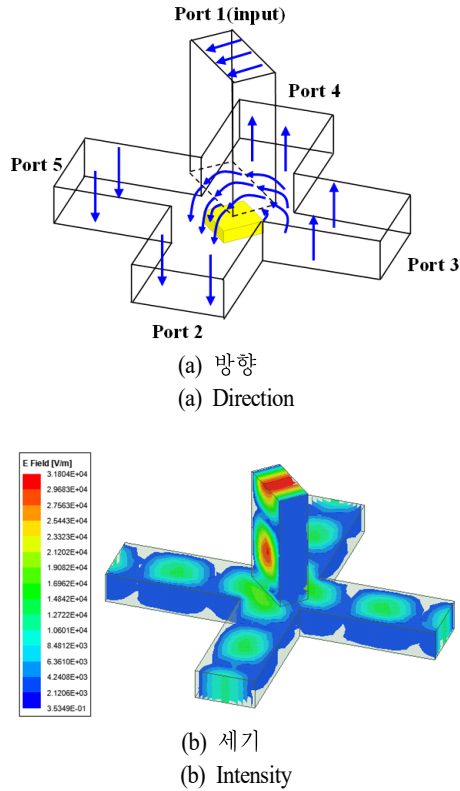 Port 1(input)
Port 4
Port 5
Port 3
Port 2
(a) 방향
(a) Direction
E Field [V/m]
3.1804E+04
2.9683E+04
2.7563E+04
2.5443E+04
2.3323E+04
2.1202E+04
1.9082E+04
1.6962E+04
1.4842E+04
1.2722E+04
1.0601E+04
8.4812E+03
6.3610E+03
4.2408E+03
2.1206E+03
3.5349E-01
(b) 세기
(b) Intensity